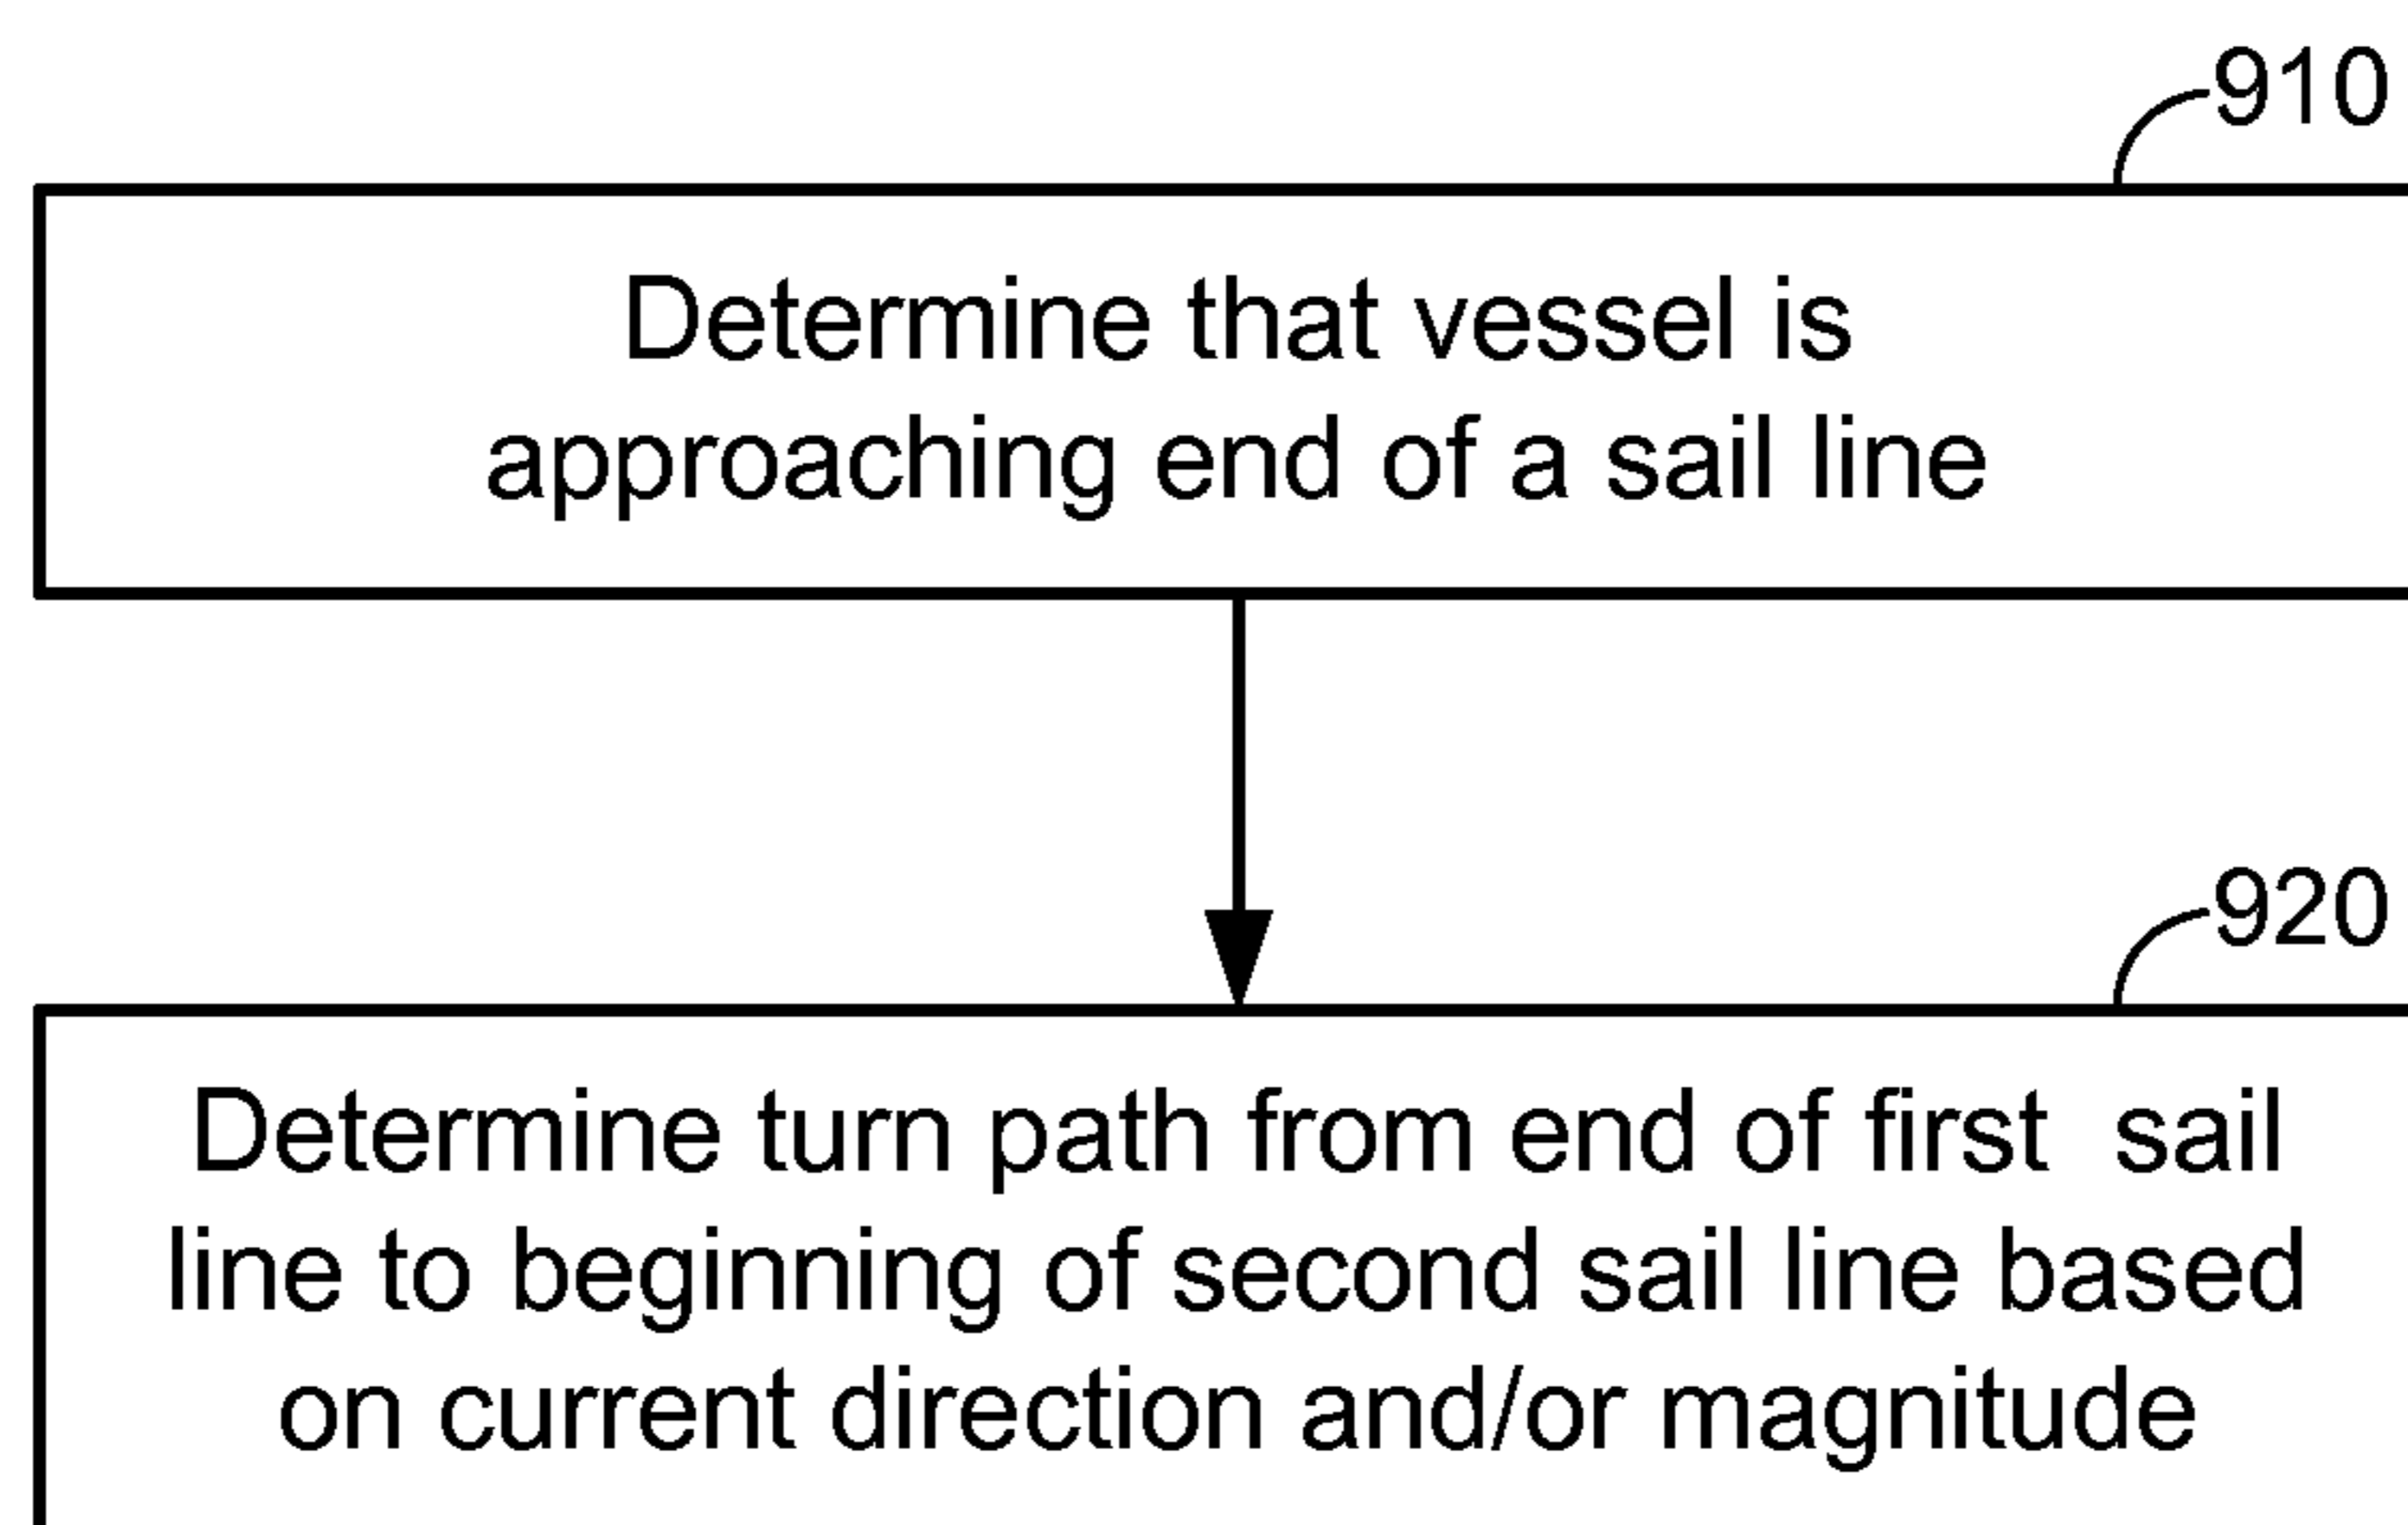 910
Determine that vessel is
approaching end of a sail line
920
Determine turn path from end of first sail
line to beginning of second sail line based
on current direction and/or magnitude